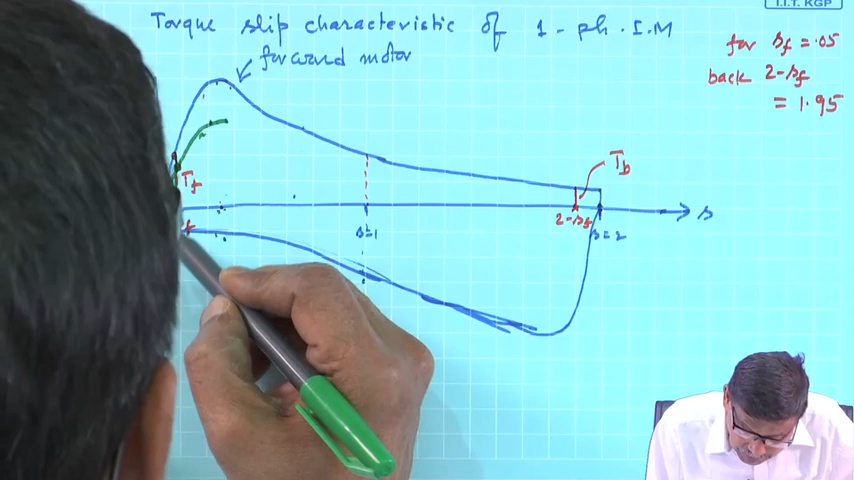 I.I.T. KGP
Torque slip characteristic of 1-ph. I.M
forward motor
for sf = .05
back 2-sf
= 1.95
Tf
Tb
s
f
s=1
2-sf
s=2